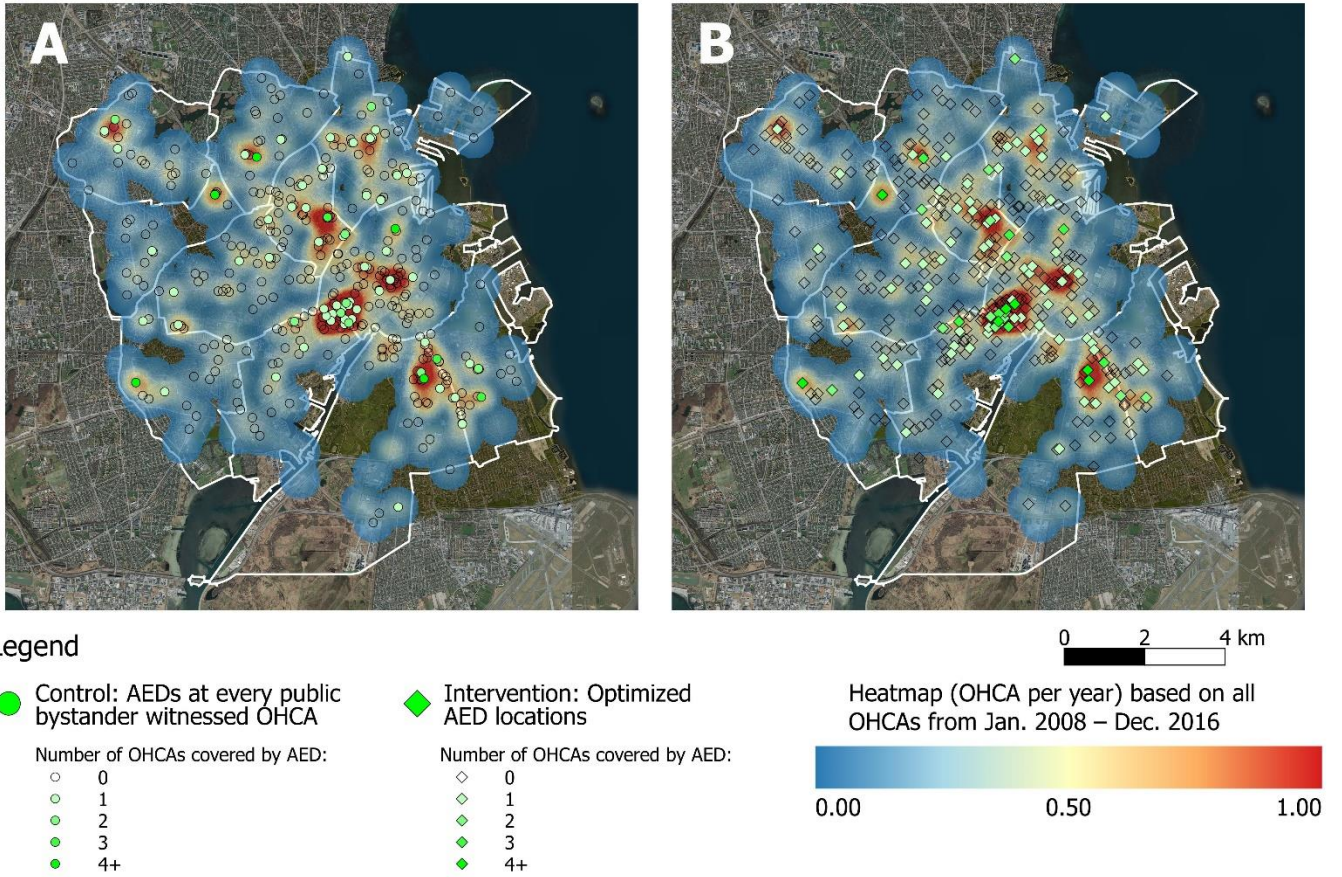 A
B
egend
0 2 4 km
Control: AEDs at every public
bystander witnessed OHCA
Number of OHCAs covered by AED:
0
1
2
3
4+
Intervention: Optimized
AED locations
Number of OHCAs covered by AED:
0
1
2
3
4+
Heatmap (OHCA per year) based on all
OHCAs from Jan. 2008 – Dec. 2016
0.00 0.50 1.00